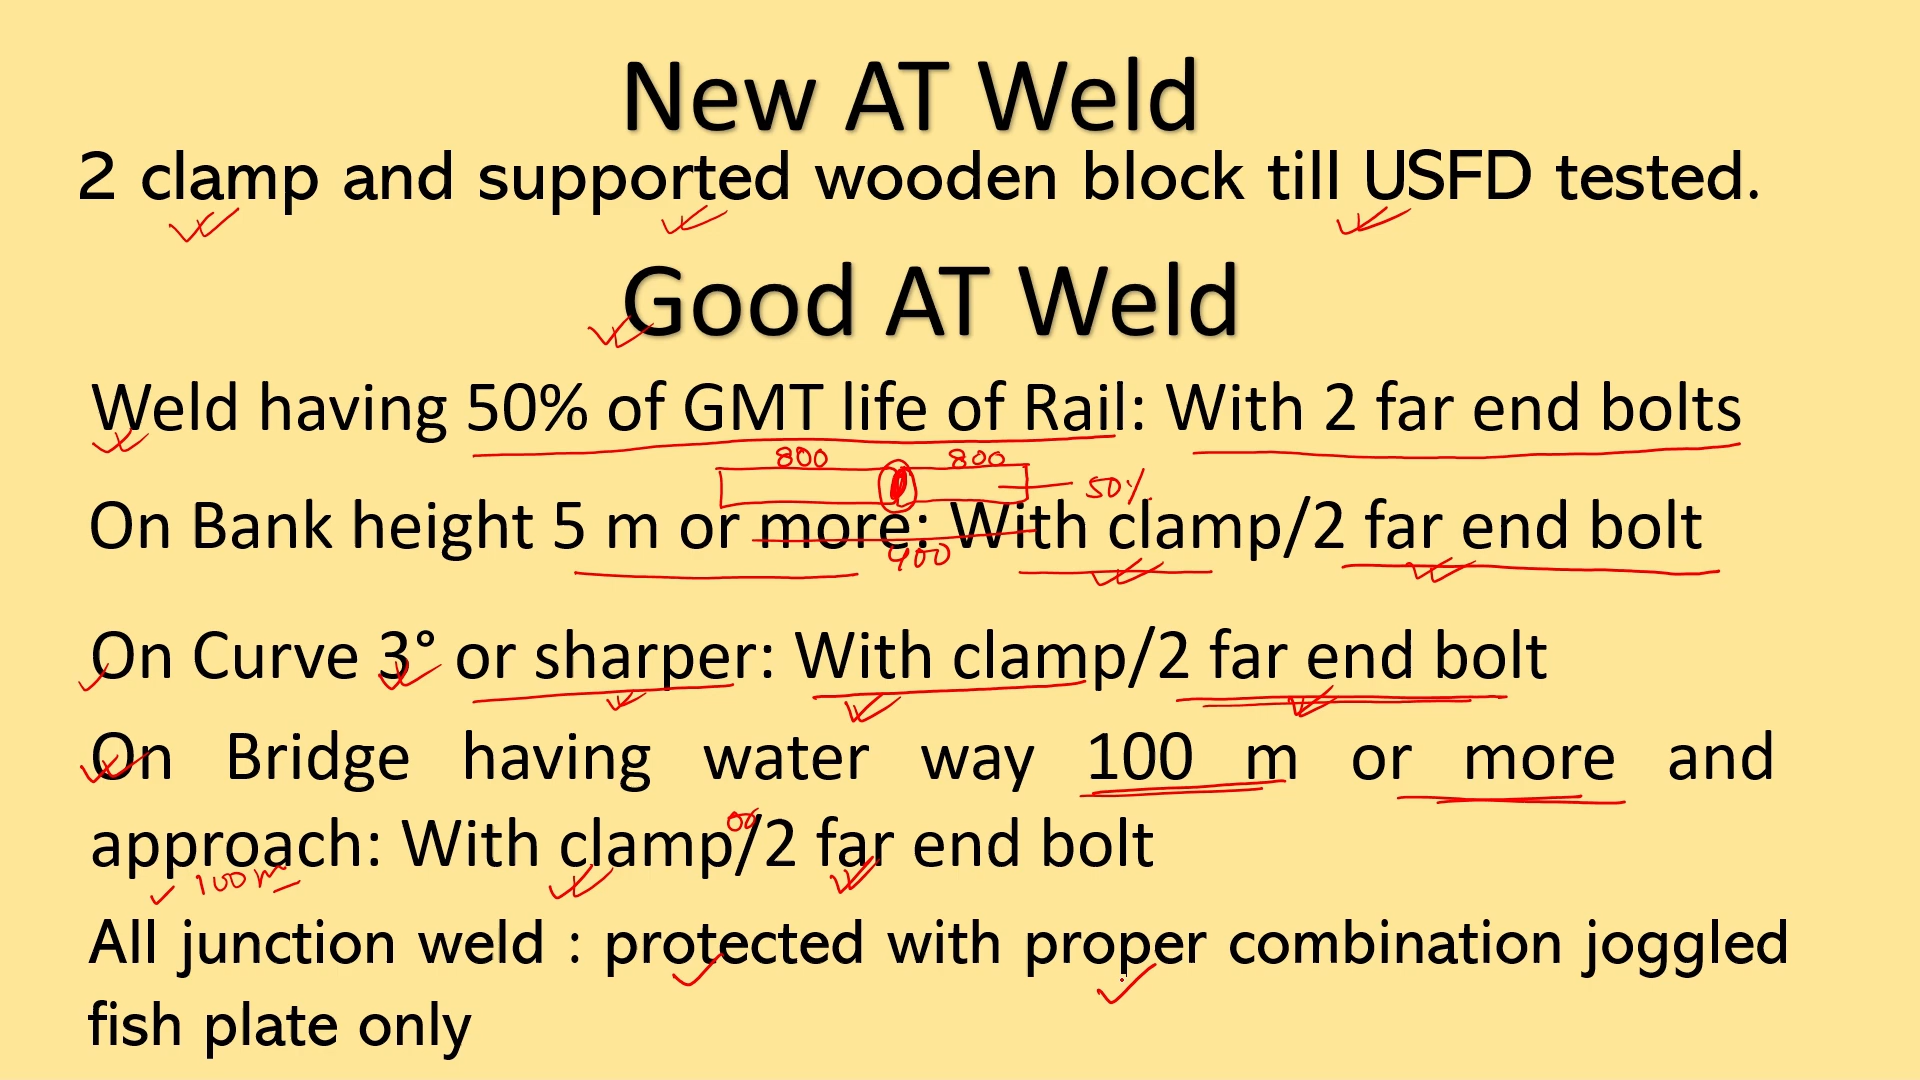 New AT Weld
2 clamp and supported wooden block till USFD tested.
Good AT Weld
Weld having 50% of GMT life of Rail: With 2 far end bolts
800 800
50%
On Bank height 5 m or more: With clamp/2 far end bolt
400
On Curve 3° or sharper: With clamp/2 far end bolt
On Bridge having water way 100 m or more and
or
approach: With clamp/2 far end bolt
100 m
All junction weld : protected with proper combination joggled
fish plate only